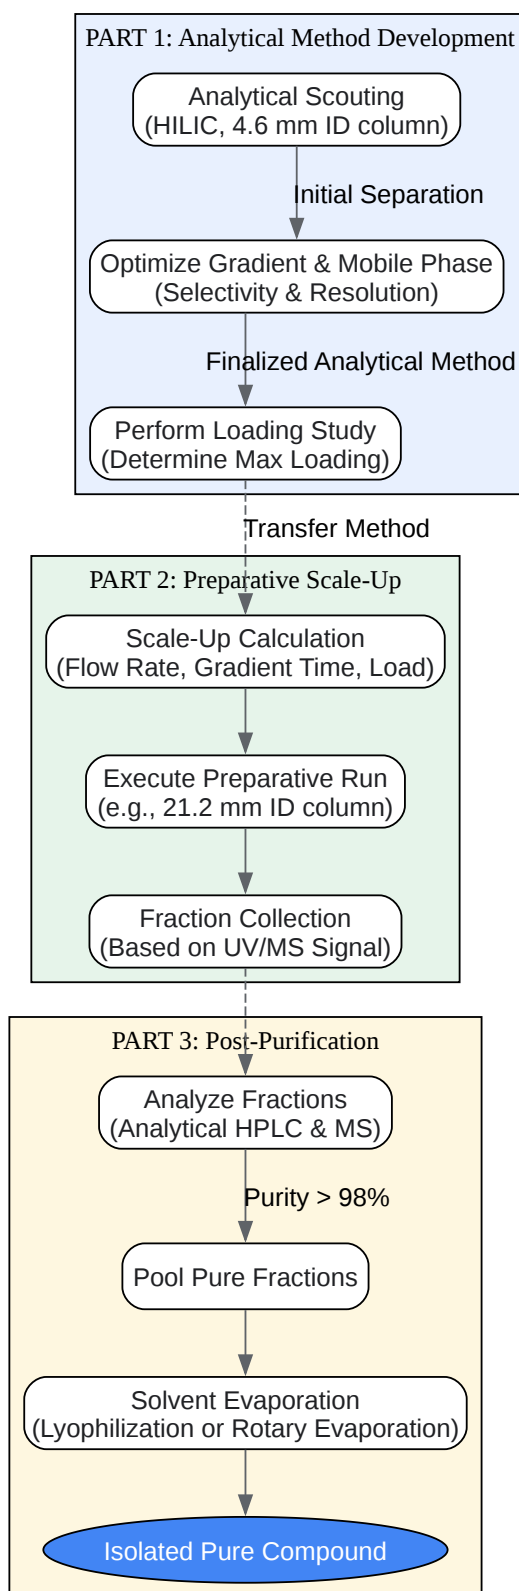 PART 1: Analytical Method Development
Analytical Scouting
(HILIC, 4.6 mm ID column)
Initial Separation
Optimize Gradient & Mobile Phase
(Selectivity & Resolution)
Finalized Analytical Method
Perform Loading Study
(Determine Max Loading)
Transfer Method
PART 2: Preparative Scale-Up
Scale-Up Calculation
(Flow Rate, Gradient Time, Load)
Execute Preparative Run
(e.g., 21.2 mm ID column)
Fraction Collection
(Based on UV/MS Signal)
PART 3: Post-Purification
Analyze Fractions
(Analytical HPLC & MS)
Purity > 98%
Pool Pure Fractions
Solvent Evaporation
(Lyophilization or Rotary Evaporation)
Isolated Pure Compound